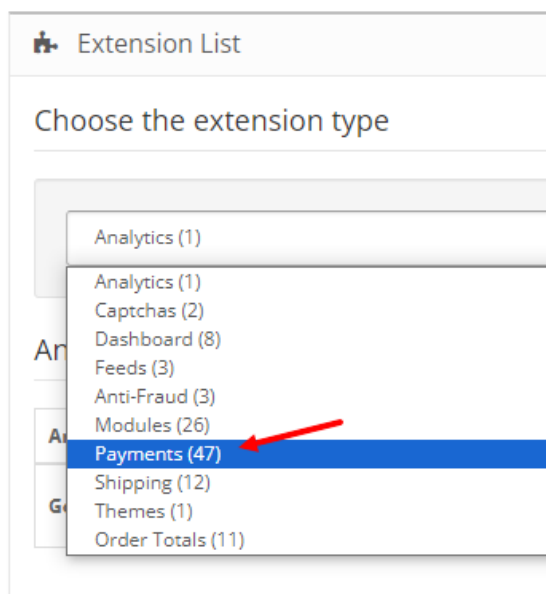 Extension List
Choose the extension type
Analytics (1)
Analytics (1)
Captchas (2)
Dashboard (8)
Feeds (3)
Anti-Fraud (3)
Modules (26)
Payments (47)
Shipping (12)
Themes (1)
Order Totals (11)